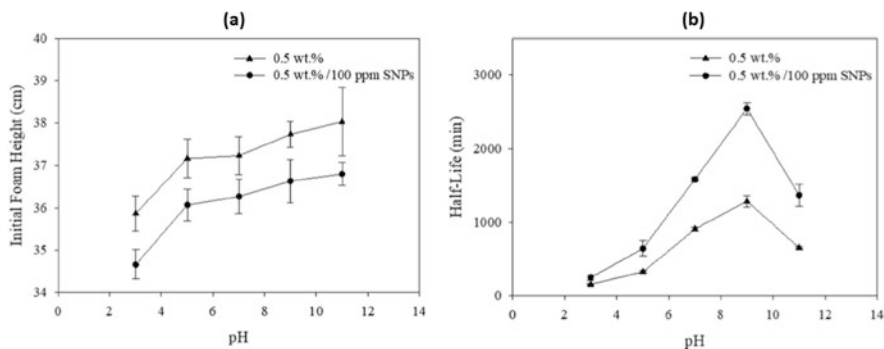 (a)
40
39
38
37
36
35
34
Initial Foam Height (cm)
0.5 wt.%
0.5 wt.% /100 ppm SNPs
0 2 4 6 8 10 12 14
pH
(b)
3000
2000
1000
0
Half-Life (min)
0.5 wt.%
0.5 wt.% /100 ppm SNPs
0 2 4 6 8 10 12 14
pH